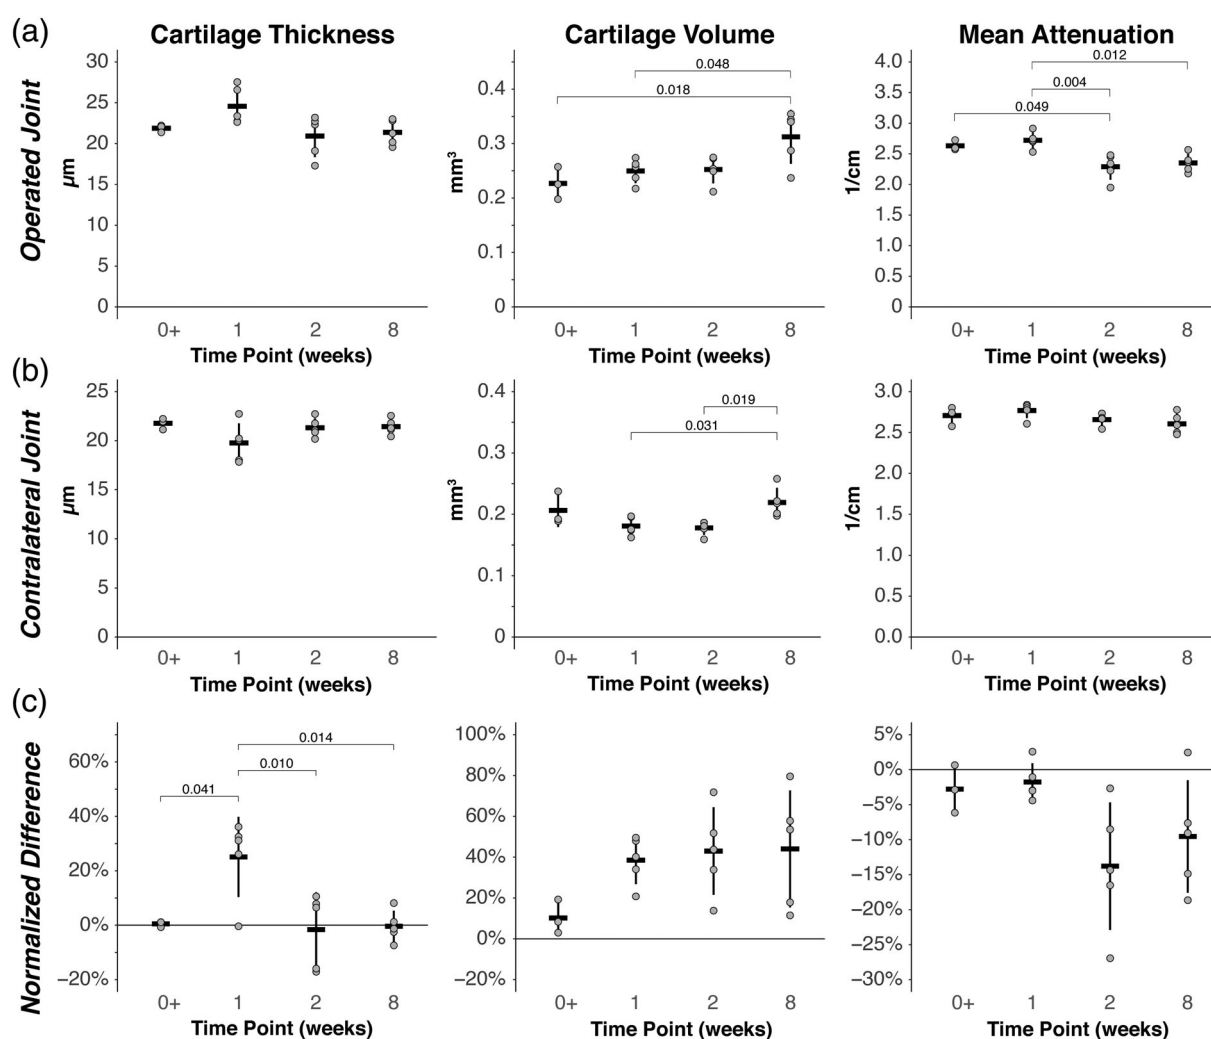 (a)
Cartilage Thickness
Cartilage Volume
Mean Attenuation
Operated Joint
µm
30
25
20
15
10
5
0
0+ 1 2 8
Time Point (weeks)
mm³
0.4
0.3
0.2
0.1
0
0.048
0.018
0+ 1 2 8
Time Point (weeks)
1/cm
4.0
3.0
2.5
2.0
1.5
1.0
0.5
0
0.012
0.004
0.049
0+ 1 2 8
Time Point (weeks)
(b)
Contralateral Joint
µm
25
20
15
10
5
0
0+ 1 2 8
Time Point (weeks)
mm³
0.4
0.3
0.2
0.1
0
0.019
0.031
0+ 1 2 8
Time Point (weeks)
1/cm
3.0
2.5
2.0
1.5
1.0
0.5
0.0
0+ 1 2 8
Time Point (weeks)
(c)
Normalized Difference
60%
40%
20%
0%
−20%
0.014
0.010
0.041
0+ 1 2 8
Time Point (weeks)
100%
80%
60%
40%
20%
0%
−20%
0+ 1 2 8
Time Point (weeks)
5%
0%
−5%
−10%
−15%
−20%
−25%
−30%
0+ 1 2 8
Time Point (weeks)